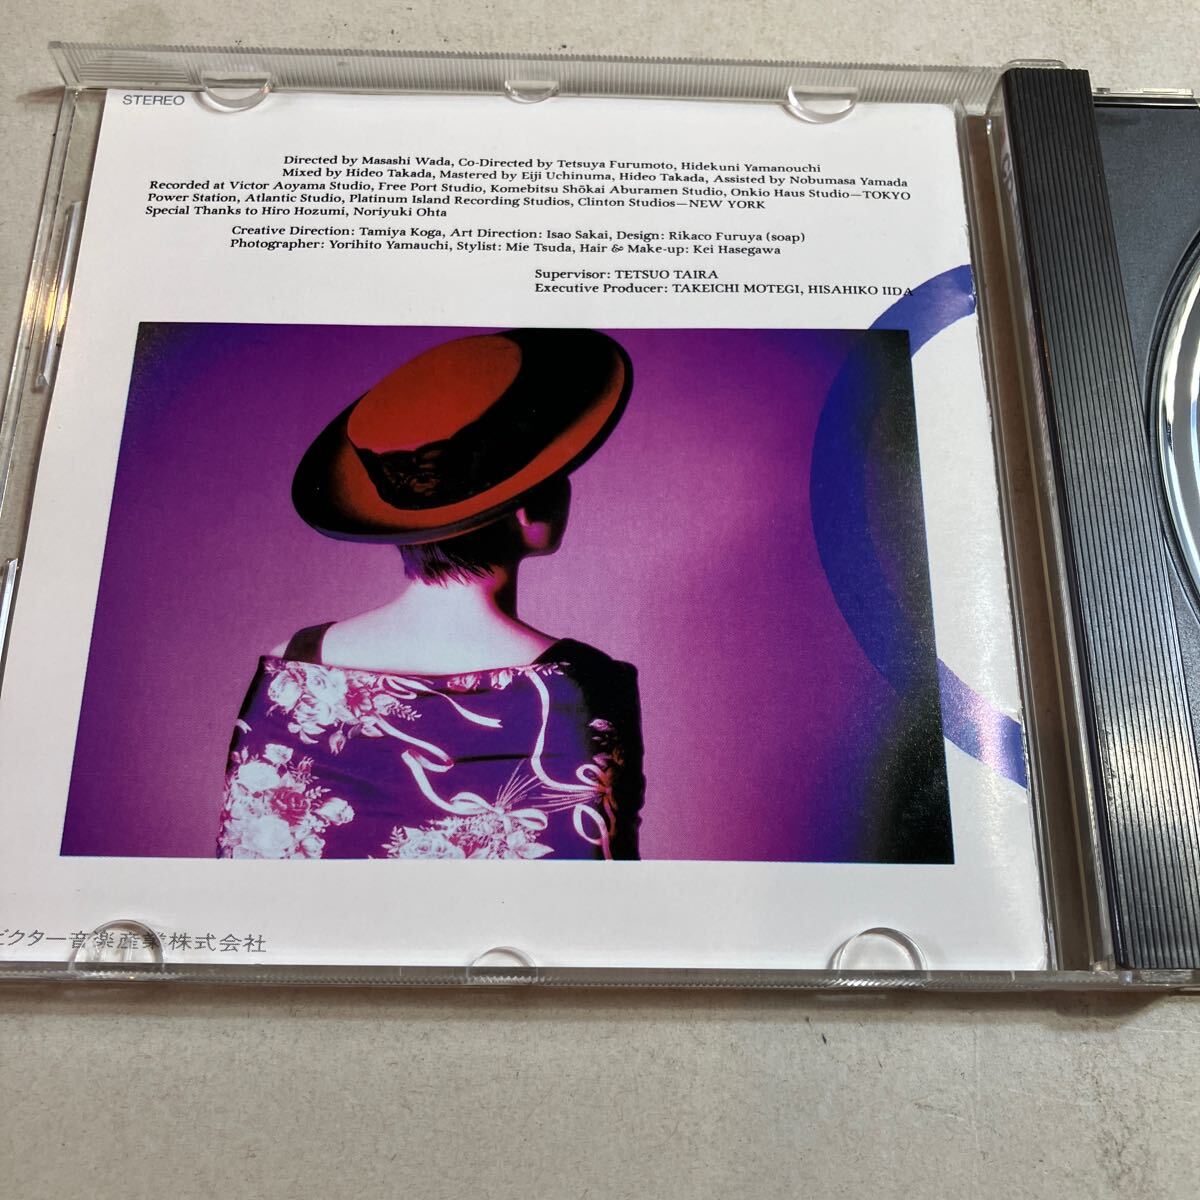 STEREO
Directed by Masashi Wada, Co-Directed by Tetsuya Furumoto, Hidekuni Yamanouchi
Mixed by Hideo Takada, Mastered by Eiji Uchinuma, Hideo Takada, Assisted by Nobumasa Yamada
Recorded at Victor Aoyama Studio, Free Port Studio, Komebitsu Shōkai Aburamen Studio, Onkio Haus Studio—TOKYO
Power Station, Atlantic Studio, Platinum Island Recording Studios, Clinton Studios—NEW YORK
Special Thanks to Hiro Hozumi, Noriyuki Ohta
Creative Direction: Tamiya Koga, Art Direction: Isao Sakai, Design: Rikaco Furuya (soap)
Photographer: Yorihito Yamauchi, Stylist: Mie Tsuda, Hair & Make-up: Kei Hasegawa
Supervisor: TETSUO TAIRA
Executive Producer: TAKEICHI MOTEGI, HISAHIKO IIDA
ビクター音楽産業株式会社